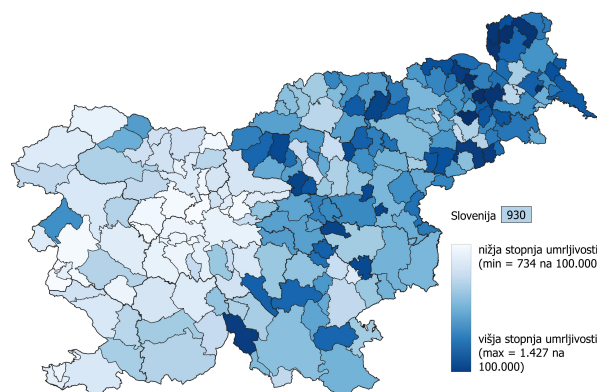 Slovenija 930
nižja stopnja umrljivosti
(min = 734 na 100.000)
višja stopnja umrljivosti
(max = 1.427 na
100.000)